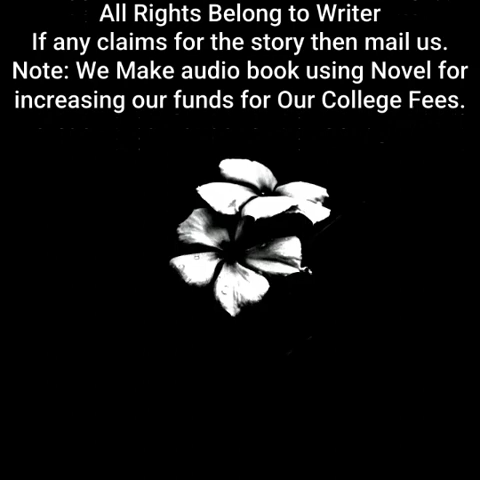 All Rights Belong to Writer
If any claims for the story then mail us.
Note: We Make audio book using Novel for
increasing our funds for Our College Fees.